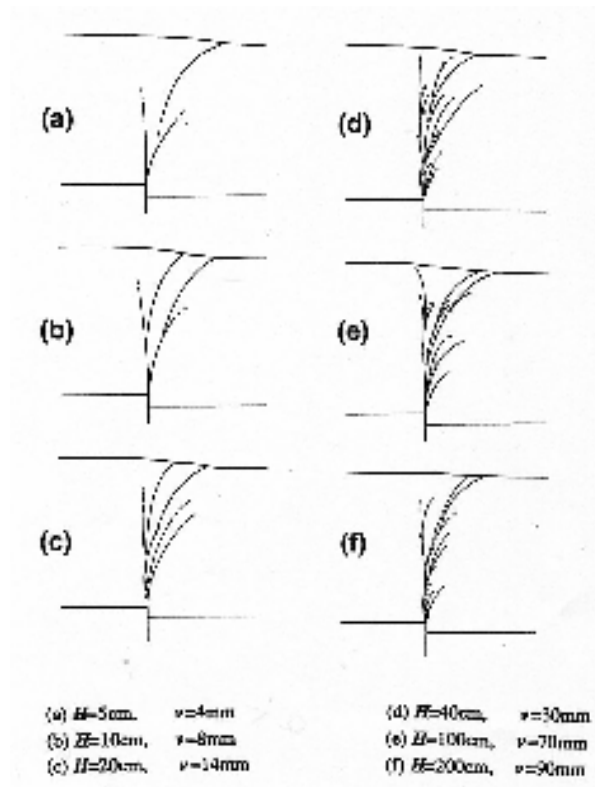 (a)
(b)
(c)
(d)
(e)
(f)
(a) H=5cm, v=4mm
(b) H=10cm, v=8mm
(c) H=20cm, v=14mm
(d) H=40cm, v=30mm
(e) H=100cm, v=70mm
(f) H=200cm, v=90mm